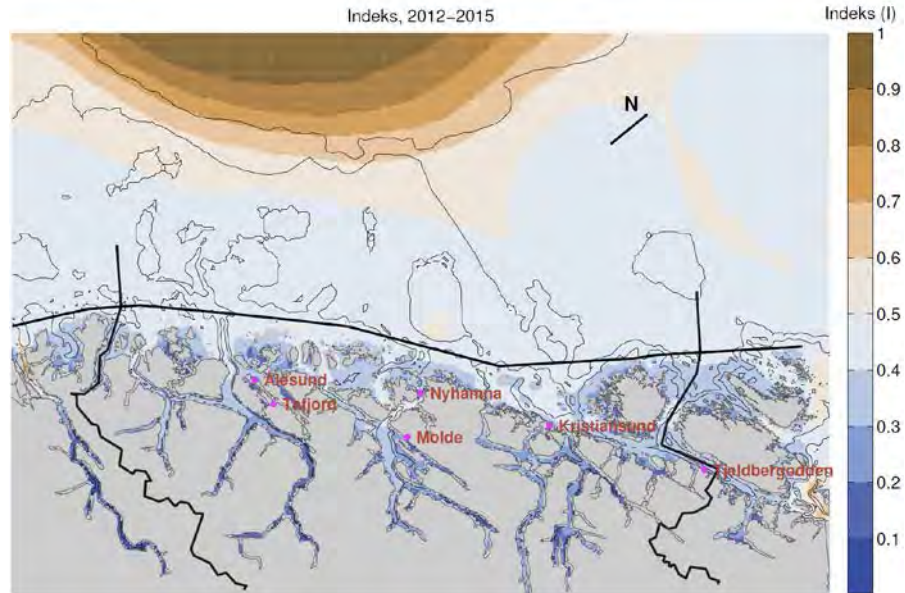 Indeks, 2012−2015
Indeks (I)
1
0.9
0.8
0.7
0.6
0.5
0.4
0.3
0.2
0.1
N
Ålesund
Tafjord
Nyhamna
Molde
Kristiansund
Tjeldbergodden